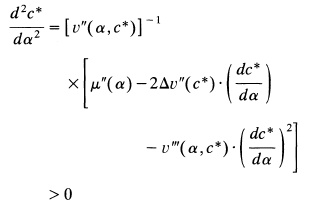 d²c*/dα² = [v″(α,c*)]⁻¹
× [μ″(α) − 2Δv″(c*)·(dc*/dα)
− v‴(α,c*)·(dc*/dα)²]
> 0